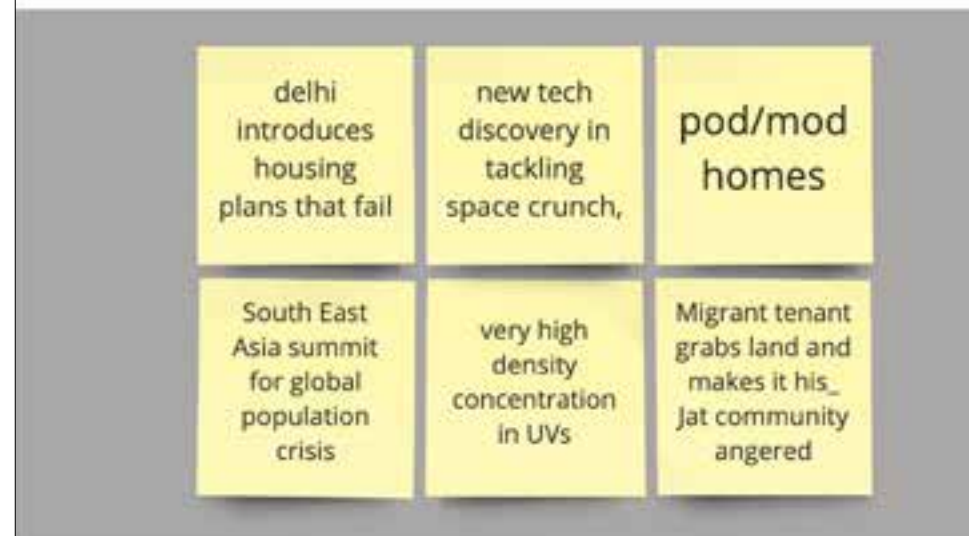 delhi
introduces
housing
plans that fail
new tech
discovery in
tackling
space crunch,
pod/mod
homes
South East
Asia summit
for global
population
crisis
very high
density
concentration
in UVs
Migrant tenant
grabs land and
makes it his_
Jat community
angered